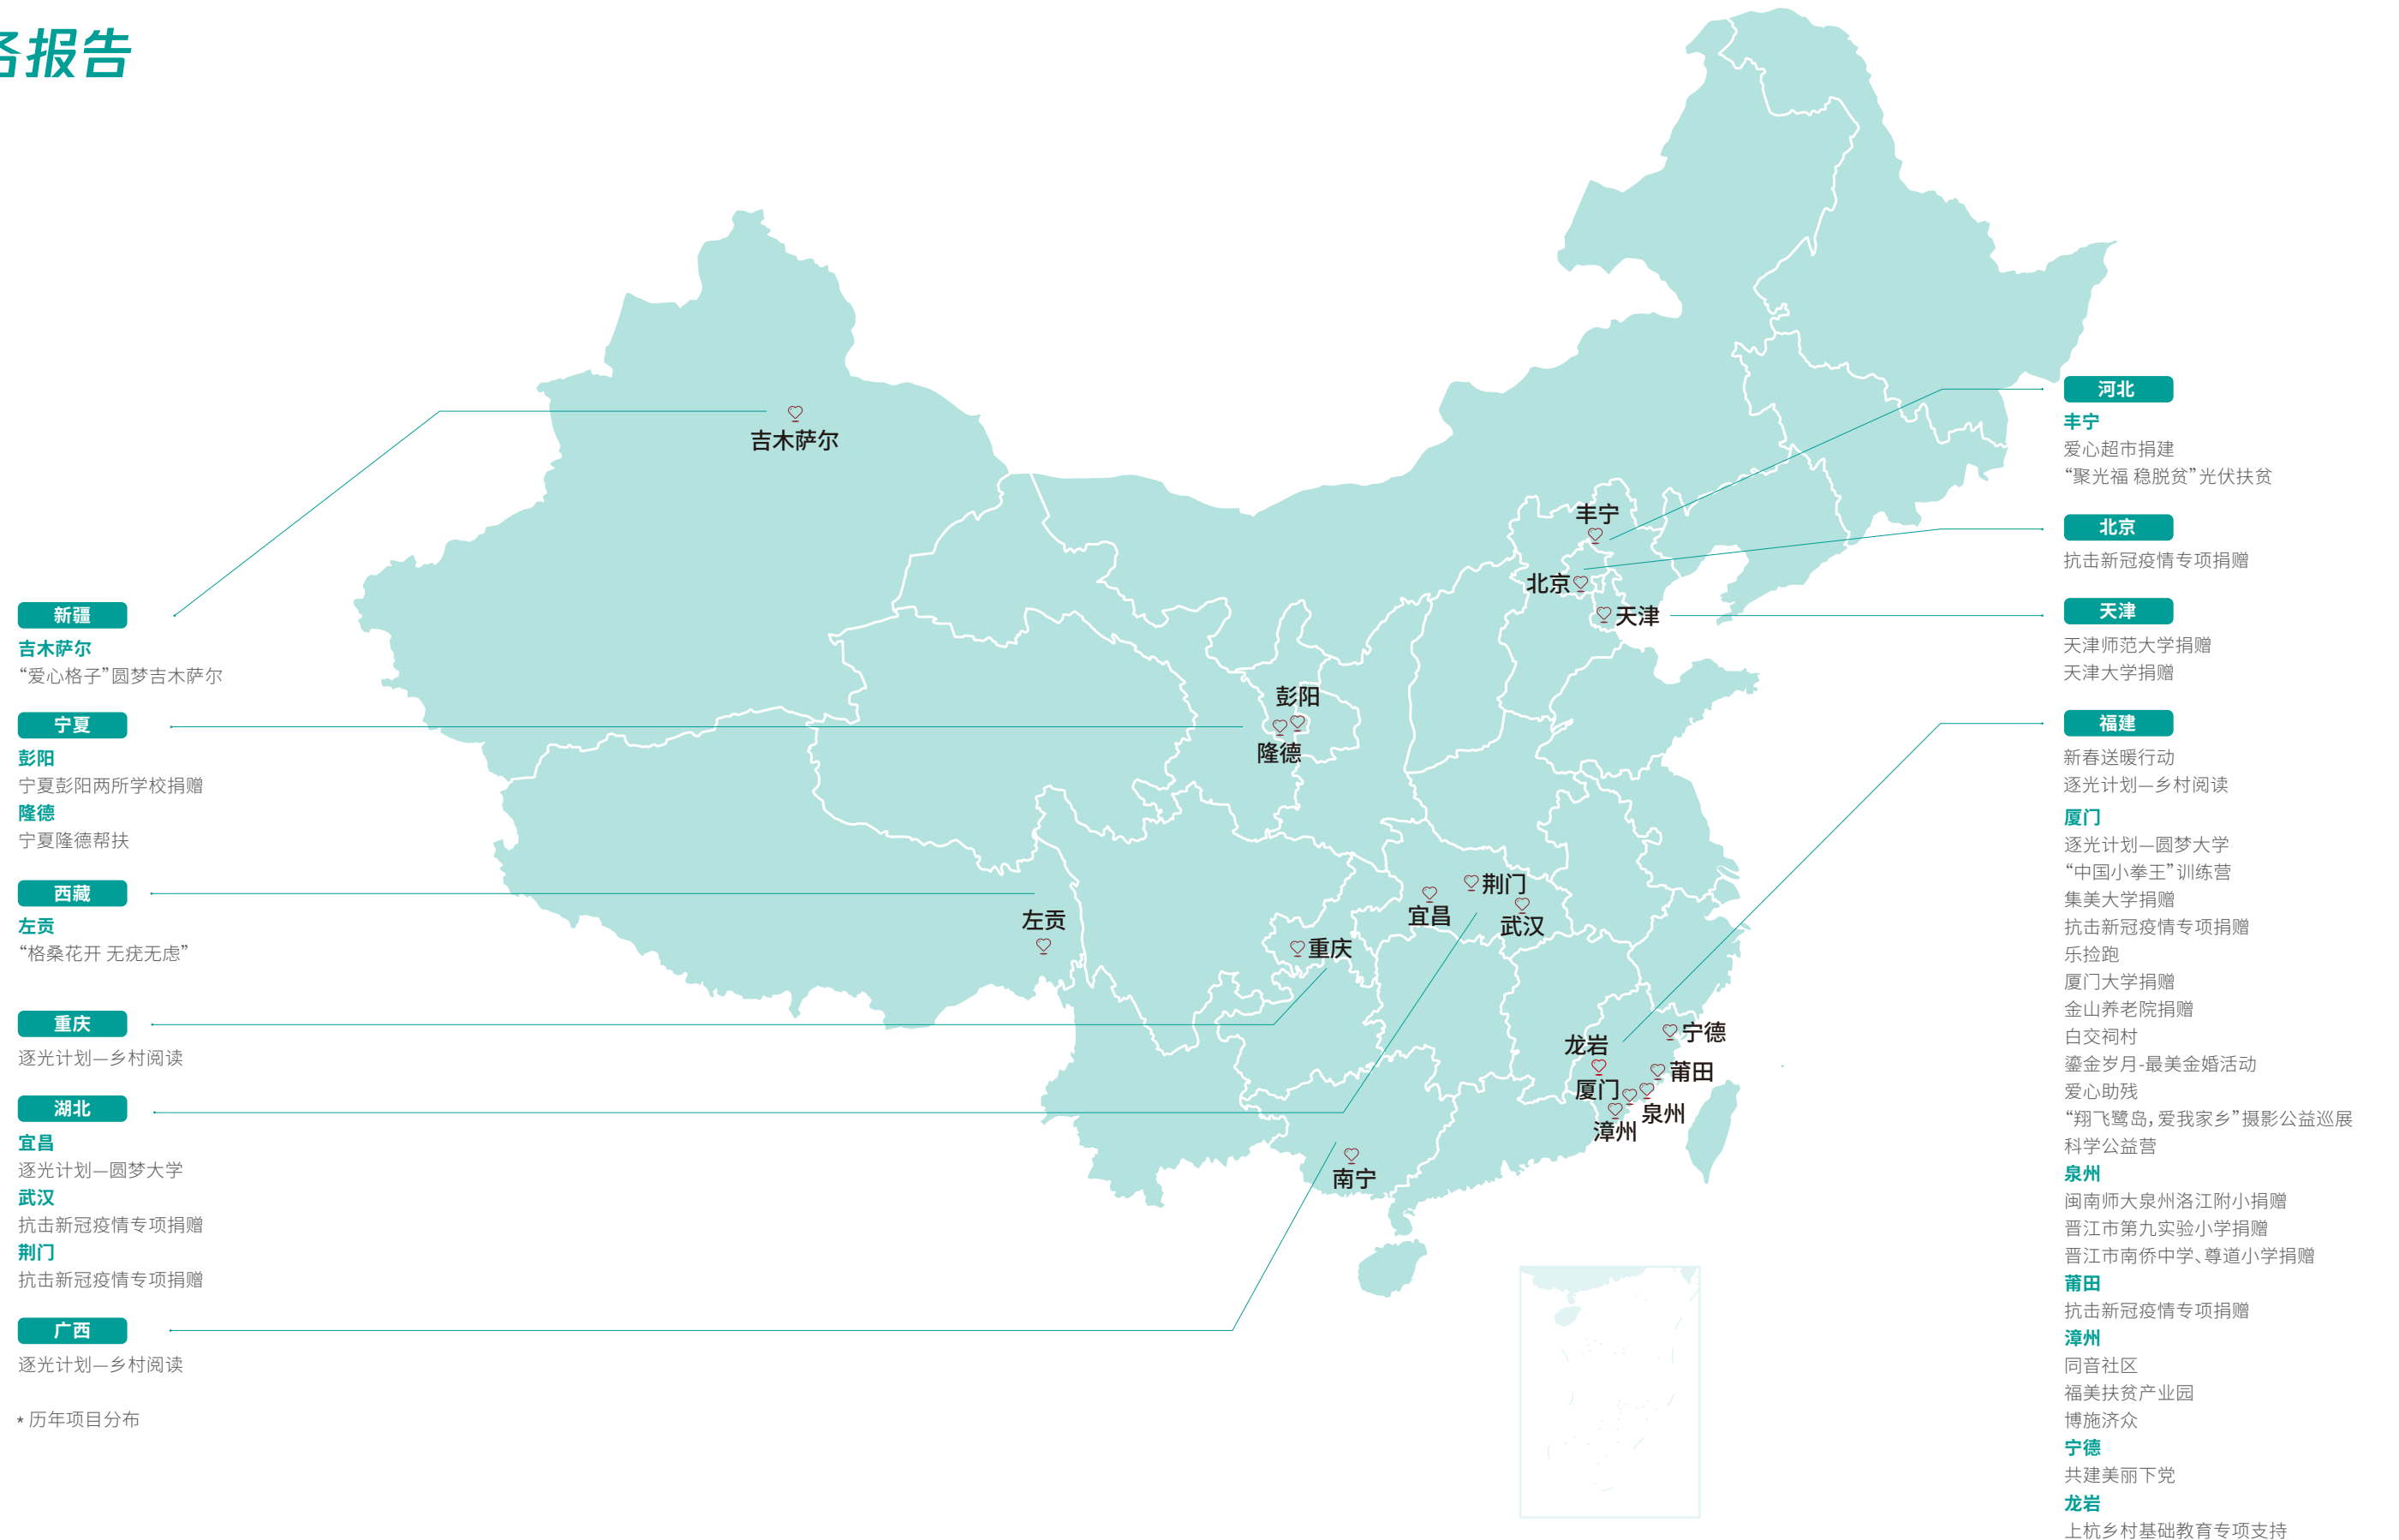 报告
新疆
吉木萨尔
“爱心格子”圆梦吉木萨尔
宁夏
彭阳
宁夏彭阳两所学校捐赠
隆德
宁夏隆德帮扶
西藏
左贡
“格桑花开 无疣无虑”
重庆
逐光计划—乡村阅读
湖北
宜昌
逐光计划—圆梦大学
武汉
抗击新冠疫情专项捐赠
荆门
抗击新冠疫情专项捐赠
广西
逐光计划—乡村阅读
* 历年项目分布
吉木萨尔
丰宁
北京
天津
彭阳
隆德
左贡
重庆
宜昌
荆门
武汉
龙岩
宁德
莆田
厦门
泉州
漳州
南宁
河北
丰宁
爱心超市捐建
“聚光福 稳脱贫”光伏扶贫
北京
抗击新冠疫情专项捐赠
天津
天津师范大学捐赠
天津大学捐赠
福建
新春送暖行动
逐光计划—乡村阅读
厦门
逐光计划—圆梦大学
“中国小拳王”训练营
集美大学捐赠
抗击新冠疫情专项捐赠
乐捡跑
厦门大学捐赠
金山养老院捐赠
白交祠村
鎏金岁月-最美金婚活动
爱心助残
“翔飞鹭岛，爱我家乡”摄影公益巡展
科学公益营
泉州
闽南师大泉州洛江附小捐赠
晋江市第九实验小学捐赠
晋江市南侨中学、尊道小学捐赠
莆田
抗击新冠疫情专项捐赠
漳州
同音社区
福美扶贫产业园
博施济众
宁德
共建美丽下党
龙岩
上杭乡村基础教育专项支持